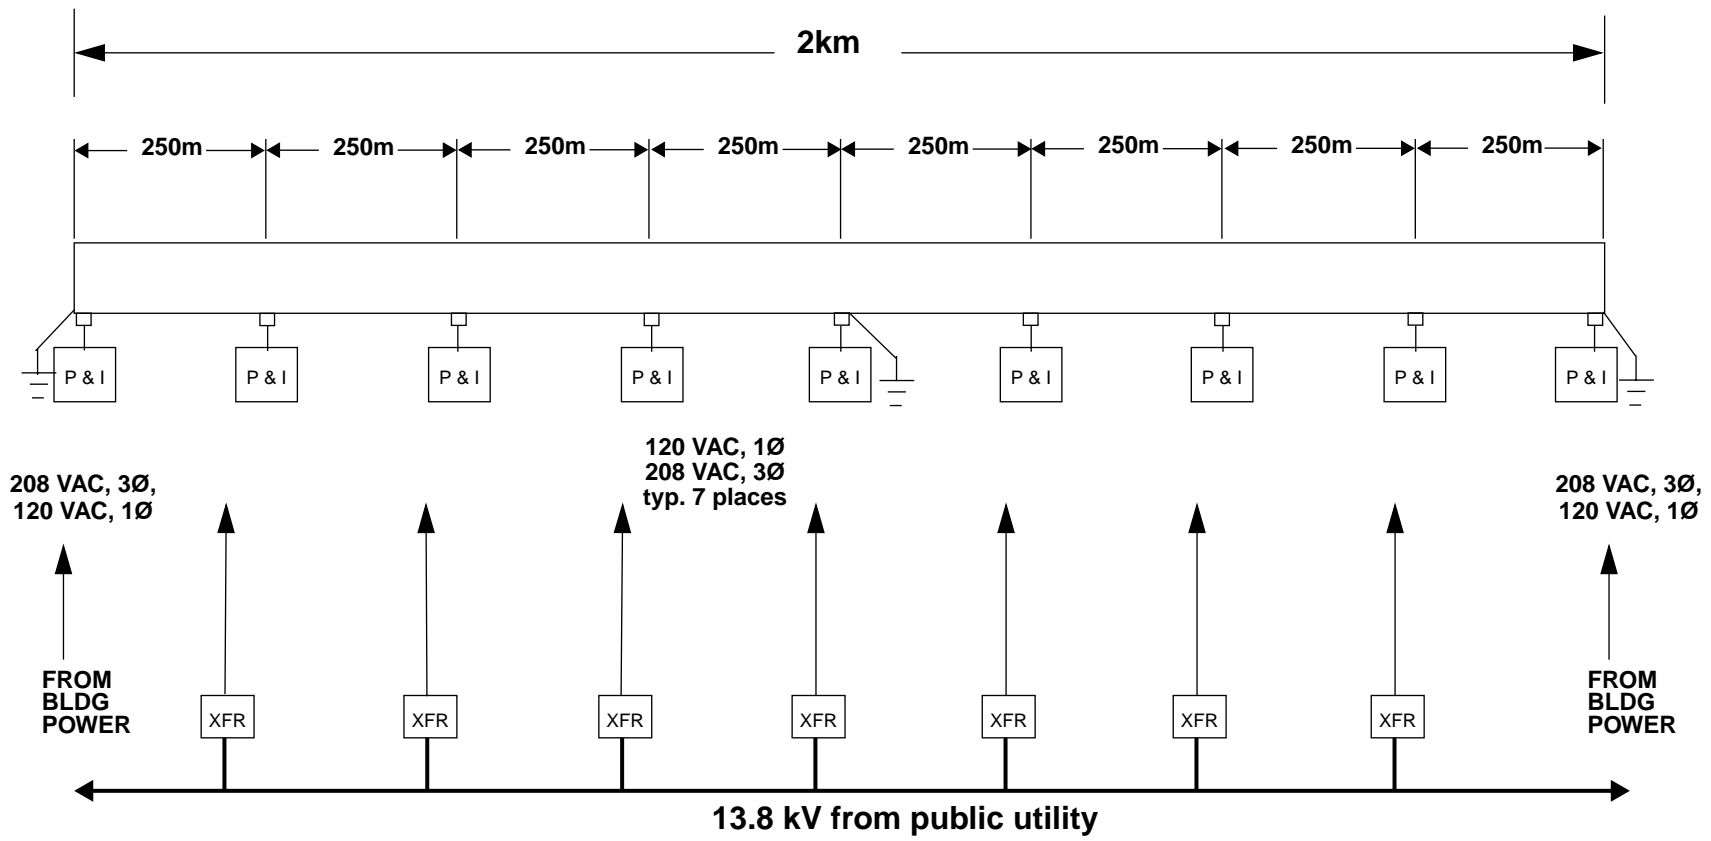 2km
250m 250m 250m 250m 250m 250m 250m 250m
P & I P & I P & I P & I P & I P & I P & I P & I P & I
120 VAC, 1Ø
208 VAC, 3Ø
typ. 7 places
208 VAC, 3Ø,
120 VAC, 1Ø
208 VAC, 3Ø,
120 VAC, 1Ø
FROM
BLDG
POWER
XFR XFR XFR XFR XFR XFR XFR
FROM
BLDG
POWER
13.8 kV from public utility